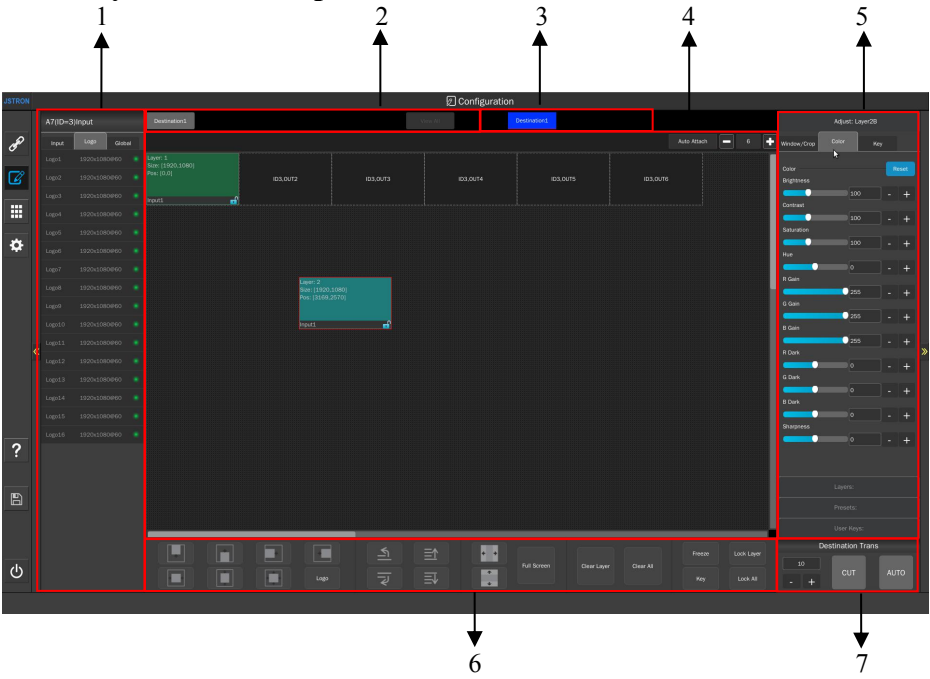 1 2 3 4 5
JSTRON Configuration
A7(ID=3)Input
Input Logo Global
Logo1 1920x1080@60
Logo2 1920x1080@60
Logo3 1920x1080@60
Logo4 1920x1080@60
Logo5 1920x1080@60
Logo6 1920x1080@60
Logo7 1920x1080@60
Logo8 1920x1080@60
Logo9 1920x1080@60
Logo10 1920x1080@60
Logo11 1920x1080@60
Logo12 1920x1080@60
Logo13 1920x1080@60
Logo14 1920x1080@60
Logo15 1920x1080@60
Logo16 1920x1080@60
Destination1
Destination1
Auto Attach 6
Layer: 1
Size: (1920,1080)
Pos: (0,0)
Input1
ID3,OUT2 ID3,OUT3 ID3,OUT4 ID3,OUT5 ID3,OUT6
Layer: 2
Size: (1920,1080)
Pos: (3169,2570)
Input1
Adjust: Layer2B
Window/Crop Color Key
Color Reset
Brightness
100 - +
Contrast
100 - +
Saturation
100 - +
Hue
0 - +
R Gain
255 - +
G Gain
255 - +
B Gain
255 - +
R Dark
0 - +
G Dark
0 - +
B Dark
0 - +
Sharpness
0 - +
Layers:
Presets:
User Keys:
Logo
Full Screen Clear Layer Clear All
Freeze Lock Layer
Key Lock All
Destination Trans
10
- +
CUT AUTO
6 7